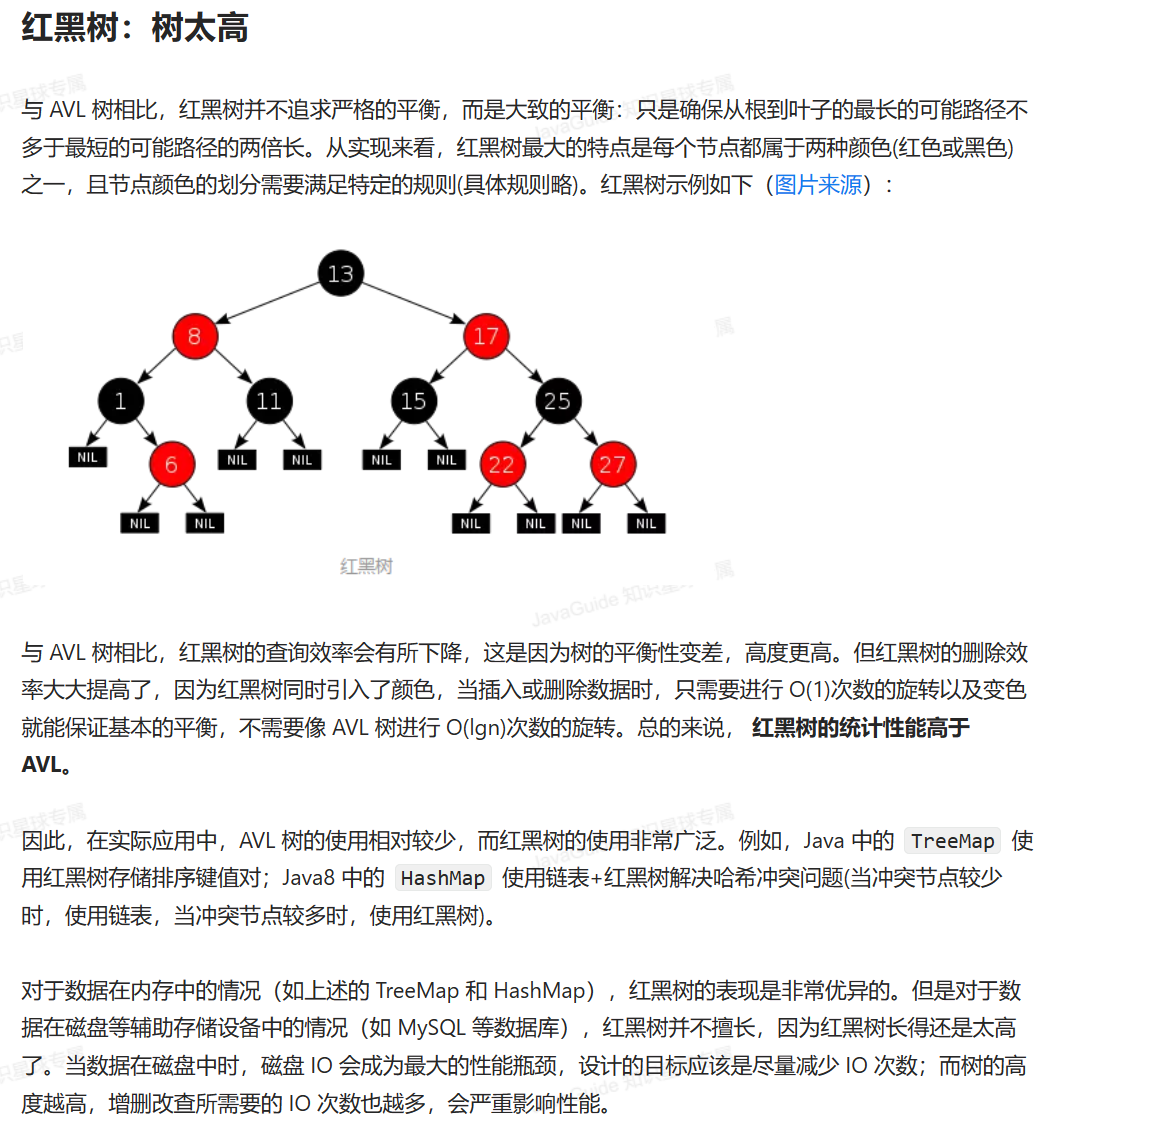 红黑树：树太高
与 AVL 树相比，红黑树并不追求严格的平衡，而是大致的平衡：只是确保从根到叶子的最长的可能路径不
多于最短的可能路径的两倍长。从实现来看，红黑树最大的特点是每个节点都属于两种颜色(红色或黑色)
之一，且节点颜色的划分需要满足特定的规则(具体规则略)。红黑树示例如下（图片来源）：
13
8 17
1 11 15 25
NIL 6 NIL NIL NIL NIL 22 27
NIL NIL NIL NIL NIL NIL
红黑树
JavaGuide
与 AVL 树相比，红黑树的查询效率会有所下降，这是因为树的平衡性变差，高度更高。但红黑树的删除效
率大大提高了，因为红黑树同时引入了颜色，当插入或删除数据时，只需要进行 O(1)次数的旋转以及变色
就能保证基本的平衡，不需要像 AVL 树进行 O(lgn)次数的旋转。总的来说， 红黑树的统计性能高于
AVL。
因此，在实际应用中，AVL 树的使用相对较少，而红黑树的使用非常广泛。例如，Java 中的 TreeMap 使
用红黑树存储排序键值对；Java8 中的 HashMap 使用链表+红黑树解决哈希冲突问题(当冲突节点较少
时，使用链表，当冲突节点较多时，使用红黑树)。
对于数据在内存中的情况（如上述的 TreeMap 和 HashMap），红黑树的表现是非常优异的。但是对于数
据在磁盘等辅助存储设备中的情况（如 MySQL 等数据库），红黑树并不擅长，因为红黑树长得还是太高
了。当数据在磁盘中时，磁盘 IO 会成为最大的性能瓶颈，设计的目标应该是尽量减少 IO 次数；而树的高
度越高，增删改查所需要的 IO 次数也越多，会严重影响性能。